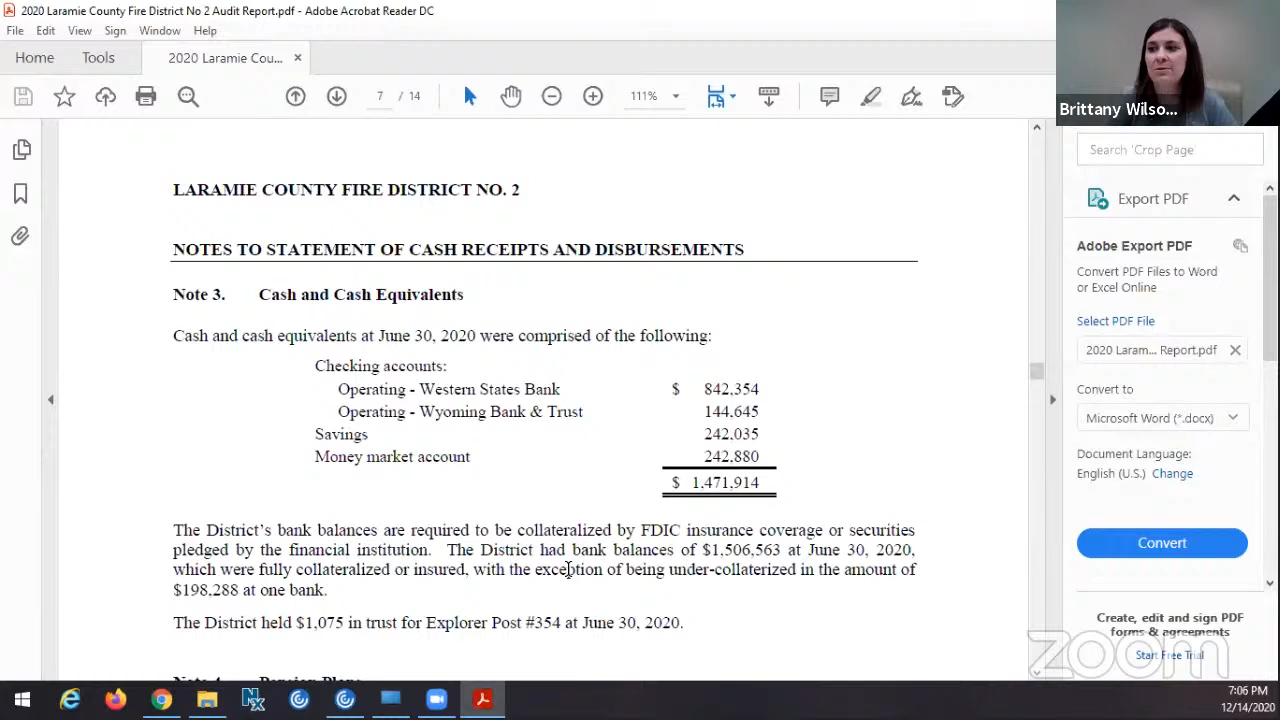 2020 Laramie County Fire District No 2 Audit Report.pdf - Adobe Acrobat Reader DC
File Edit View Sign Window Help
Home Tools 2020 Laramie Cou... ×
7 / 14 111%
Brittany Wilso...
Search 'Crop Page
Export PDF
Adobe Export PDF
Convert PDF Files to Word
or Excel Online
Select PDF File
2020 Laram... Report.pdf
Convert to
Microsoft Word (*.docx)
Document Language:
English (U.S.) Change
Convert
Create, edit and sign PDF
forms & agreements
Start Free Trial
LARAMIE COUNTY FIRE DISTRICT NO. 2
NOTES TO STATEMENT OF CASH RECEIPTS AND DISBURSEMENTS
Note 3. Cash and Cash Equivalents
Cash and cash equivalents at June 30, 2020 were comprised of the following:
Checking accounts:
Operating - Western States Bank $ 842,354
Operating - Wyoming Bank & Trust 144,645
Savings 242,035
Money market account 242,880
$ 1,471,914
The District's bank balances are required to be collateralized by FDIC insurance coverage or securities
pledged by the financial institution. The District had bank balances of $1,506,563 at June 30, 2020,
which were fully collateralized or insured, with the exception of being under-collaterized in the amount of
$198,288 at one bank.
The District held $1,075 in trust for Explorer Post #354 at June 30, 2020.
Note 4. Pension Plans
zoom
7:06 PM
12/14/2020